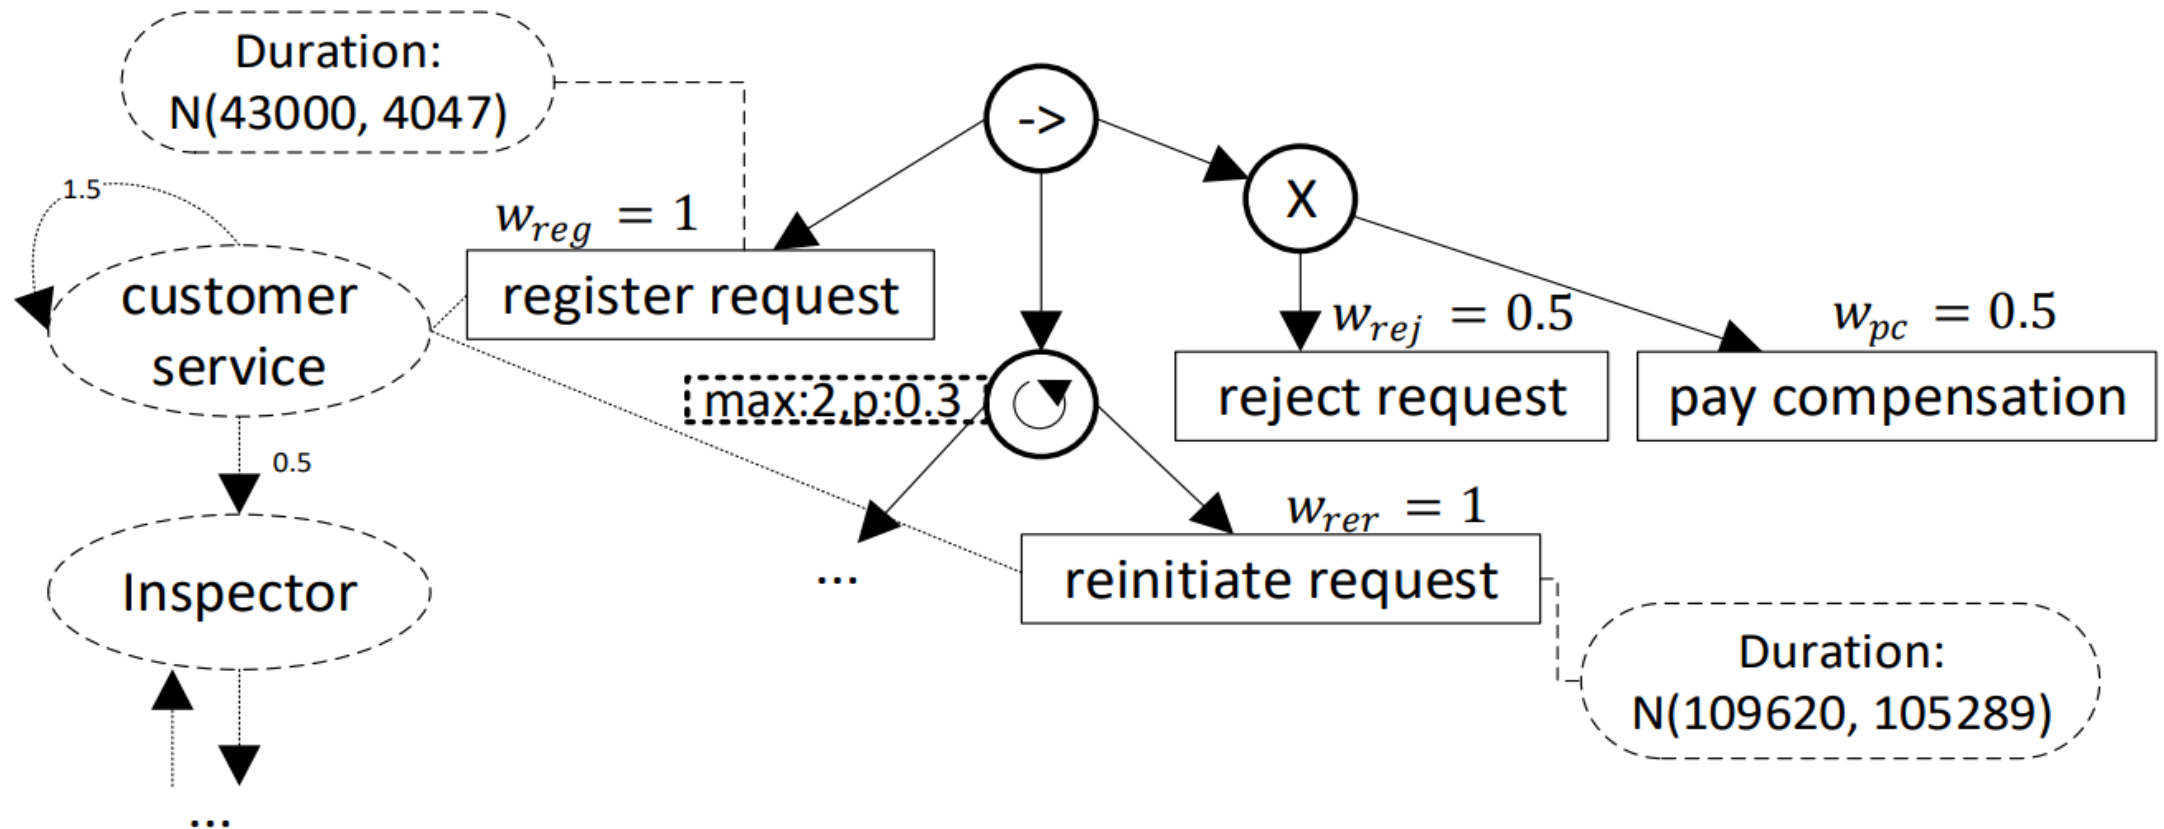 Duration:
N(43000, 4047)
->
X
1.5
w_reg = 1
customer
service
register request
w_rej = 0.5
w_pc = 0.5
max:2,p:0.3
reject request
pay compensation
0.5
w_rer = 1
...
reinitiate request
Inspector
Duration:
N(109620, 105289)
...